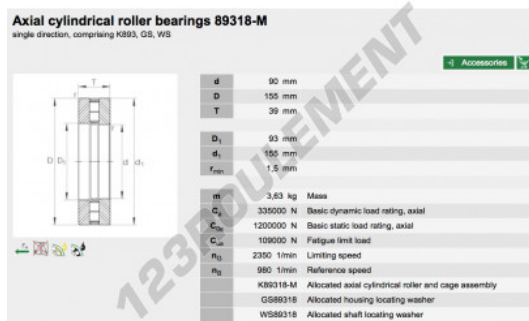 Axial cylindrical roller bearings 89318-M
single direction, comprising K893, GS, WS
Accessories
T
r
r
D D₁ d d₁
d 90 mm
D 155 mm
T 39 mm
D₁ 93 mm
d₁ 155 mm
rmin 1,5 mm
m 3,63 kg Mass
Ca 335000 N Basic dynamic load rating, axial
C0a 1200000 N Basic static load rating, axial
Cua 109000 N Fatigue limit load
nG 2350 1/min Limiting speed
nB 980 1/min Reference speed
K89318-M Allocated axial cylindrical roller and cage assembly
GS89318 Allocated housing locating washer
WS89318 Allocated shaft locating washer
123ROULEMENT